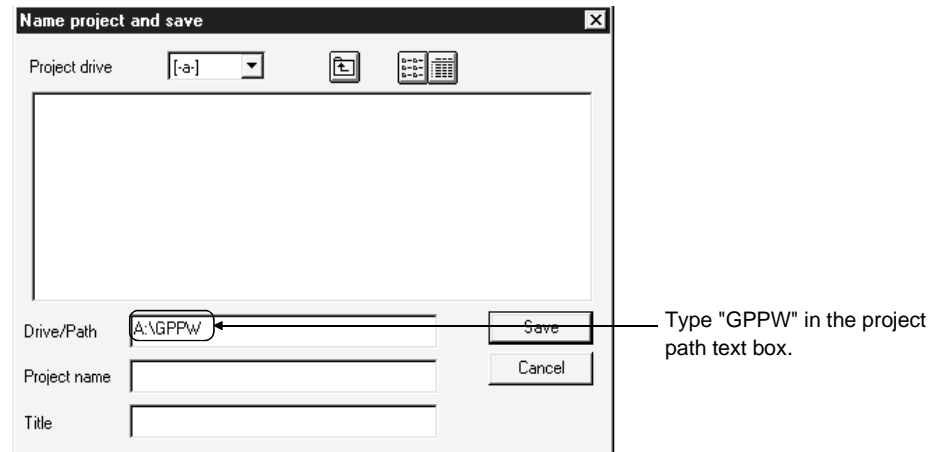 Name project and save
Project drive [-a-]
Drive/Path A:\GPPW Save
Type "GPPW" in the project
path text box.
Project name Cancel
Title